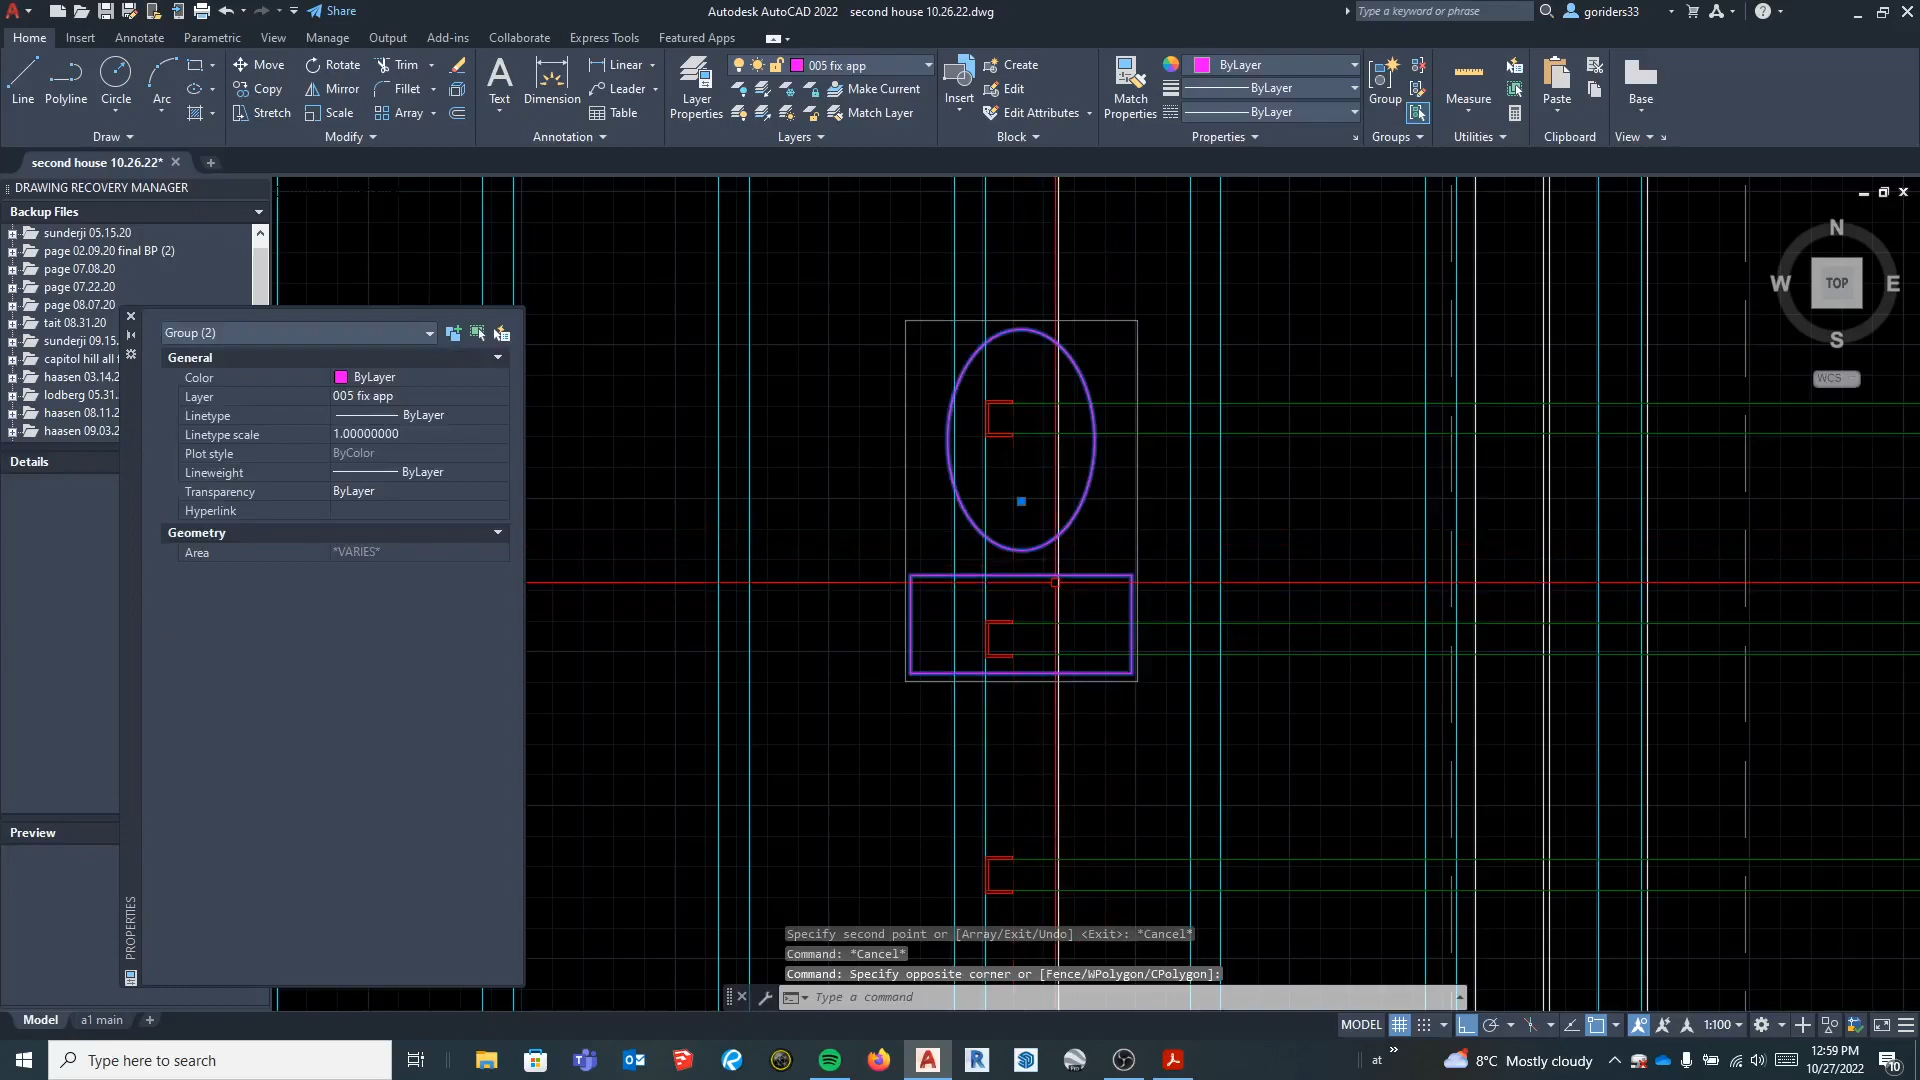 Share
Autodesk AutoCAD 2022 second house 10.26.22.dwg
Type a keyword or phrase
goriders33
Home Insert Annotate Parametric View Manage Output Add-ins Collaborate Express Tools Featured Apps
Line Polyline Circle Arc
Move Rotate Trim
Copy Mirror Fillet
Stretch Scale Array
Text Dimension
Linear
Leader
Table
Layer Properties
005 fix app
Make Current
Match Layer
Insert
Create
Edit
Edit Attributes
Match Properties
ByLayer
ByLayer
ByLayer
Group
Measure
Paste
Base
Draw Modify Annotation Layers Block Properties Groups Utilities Clipboard View
second house 10.26.22*
DRAWING RECOVERY MANAGER
Backup Files
sunderji 05.15.20
page 02.09.20 final BP (2)
page 07.08.20
page 07.22.20
page 08.07.20
tait 08.31.20
sunderji 09.15.
capitol hill all f
haasen 03.14.2
lodberg 05.31.
haasen 08.11.2
haasen 09.03.2
Details
Preview
Group (2)
General
Color ByLayer
Layer 005 fix app
Linetype ByLayer
Linetype scale 1.00000000
Plot style ByColor
Lineweight ByLayer
Transparency ByLayer
Hyperlink
Geometry
Area *VARIES*
PROPERTIES
N
W TOP E
S
WCS
Specify second point or [Array/Exit/Undo] <Exit>: *Cancel*
Command: *Cancel*
Command: Specify opposite corner or [Fence/WPolygon/CPolygon]:
Type a command
Model a1 main
MODEL 1:100
Type here to search
at
8°C Mostly cloudy
12:59 PM
10/27/2022
10